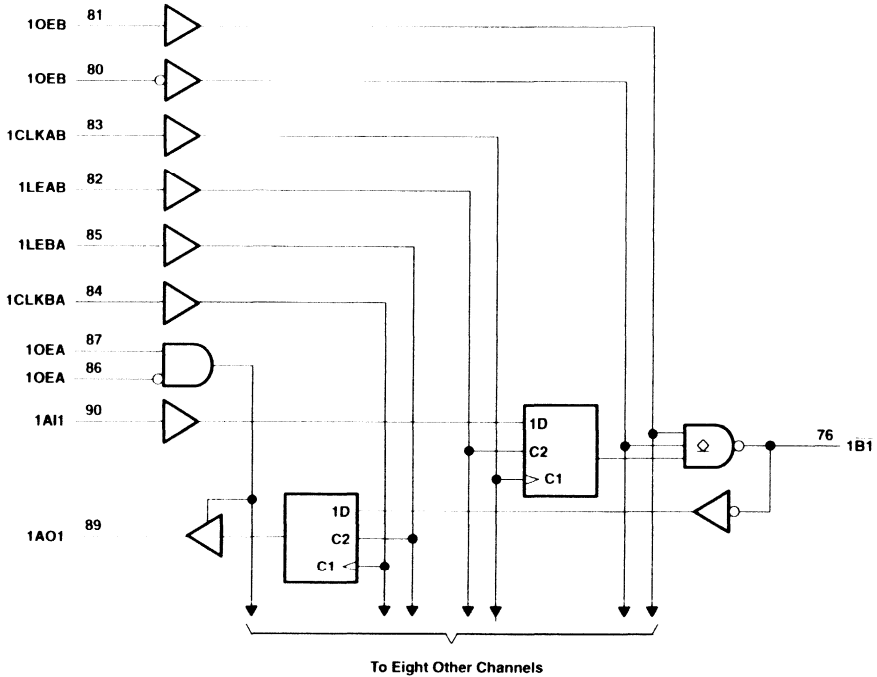 1OEB 81
1OEB 80
1CLKAB 83
1LEAB 82
1LEBA 85
1CLKBA 84
1OEA 87
1OEA 86
1AI1 90
1D
C2
C1
76 1B1
1AO1 89
1D
C2
C1
To Eight Other Channels